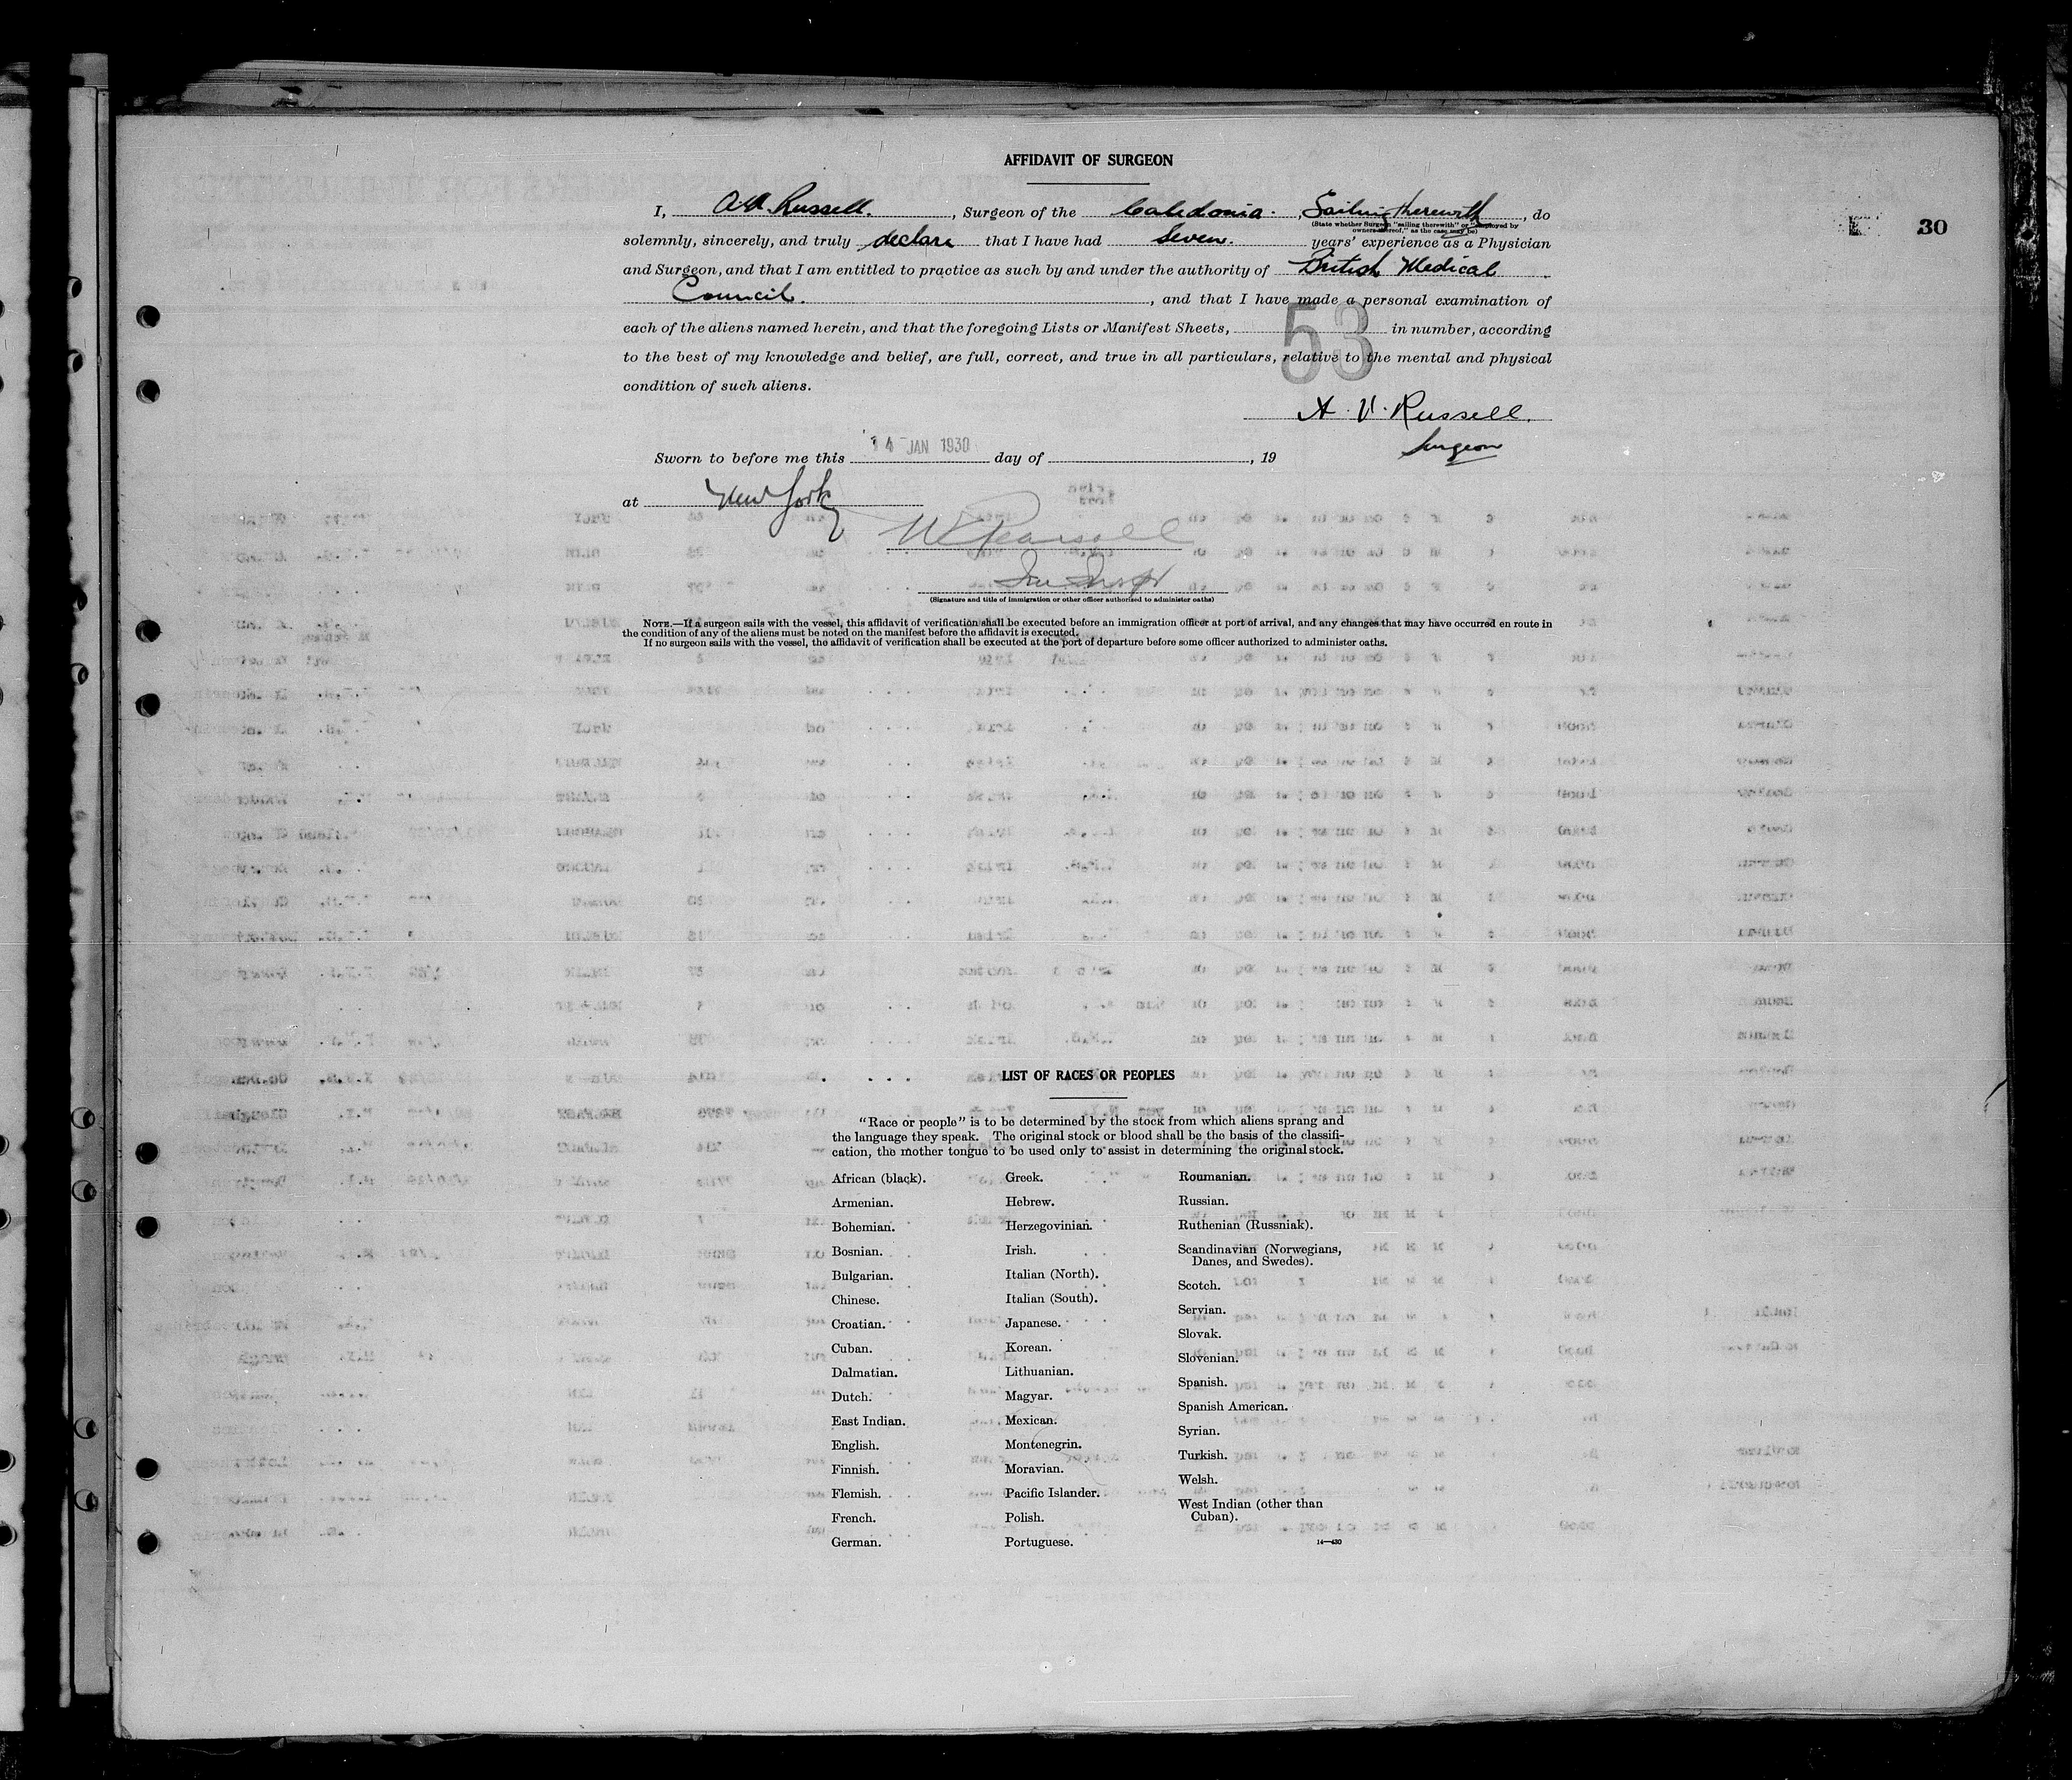 AFFIDAVIT OF SURGEON
30
I, A.V. Russell. , Surgeon of the Caledonia. , Sailing therewith , do
(State whether Surgeon "sailing therewith" or "employed by
owners thereof," as the case may be)
solemnly, sincerely, and truly declare that I have had Seven. years' experience as a Physician
and Surgeon, and that I am entitled to practice as such by and under the authority of British Medical
Council. , and that I have made a personal examination of
each of the aliens named herein, and that the foregoing Lists or Manifest Sheets, 53 in number, according
to the best of my knowledge and belief, are full, correct, and true in all particulars, relative to the mental and physical
condition of such aliens.
A. V. Russell.
Surgeon
Sworn to before me this 14 JAN 1930 day of , 19
at New York
(Signature and title of immigration or other officer authorized to administer oaths)
NOTE.—If a surgeon sails with the vessel, this affidavit of verification shall be executed before an immigration officer at port of arrival, and any changes that may have occurred en route in
the condition of any of the aliens must be noted on the manifest before the affidavit is executed.
If no surgeon sails with the vessel, the affidavit of verification shall be executed at the port of departure before some officer authorized to administer oaths.
LIST OF RACES OR PEOPLES
"Race or people" is to be determined by the stock from which aliens sprang and
the language they speak. The original stock or blood shall be the basis of the classifi-
cation, the mother tongue to be used only to assist in determining the original stock.
African (black).
Armenian.
Bohemian.
Bosnian.
Bulgarian.
Chinese.
Croatian.
Cuban.
Dalmatian.
Dutch.
East Indian.
English.
Finnish.
Flemish.
French.
German.
Greek.
Hebrew.
Herzegovinian.
Irish.
Italian (North).
Italian (South).
Japanese.
Korean.
Lithuanian.
Magyar.
Mexican.
Montenegrin.
Moravian.
Pacific Islander.
Polish.
Portuguese.
Roumanian.
Russian.
Ruthenian (Russniak).
Scandinavian (Norwegians,
Danes, and Swedes).
Scotch.
Servian.
Slovak.
Slovenian.
Spanish.
Spanish American.
Syrian.
Turkish.
Welsh.
West Indian (other than
Cuban).
14—430